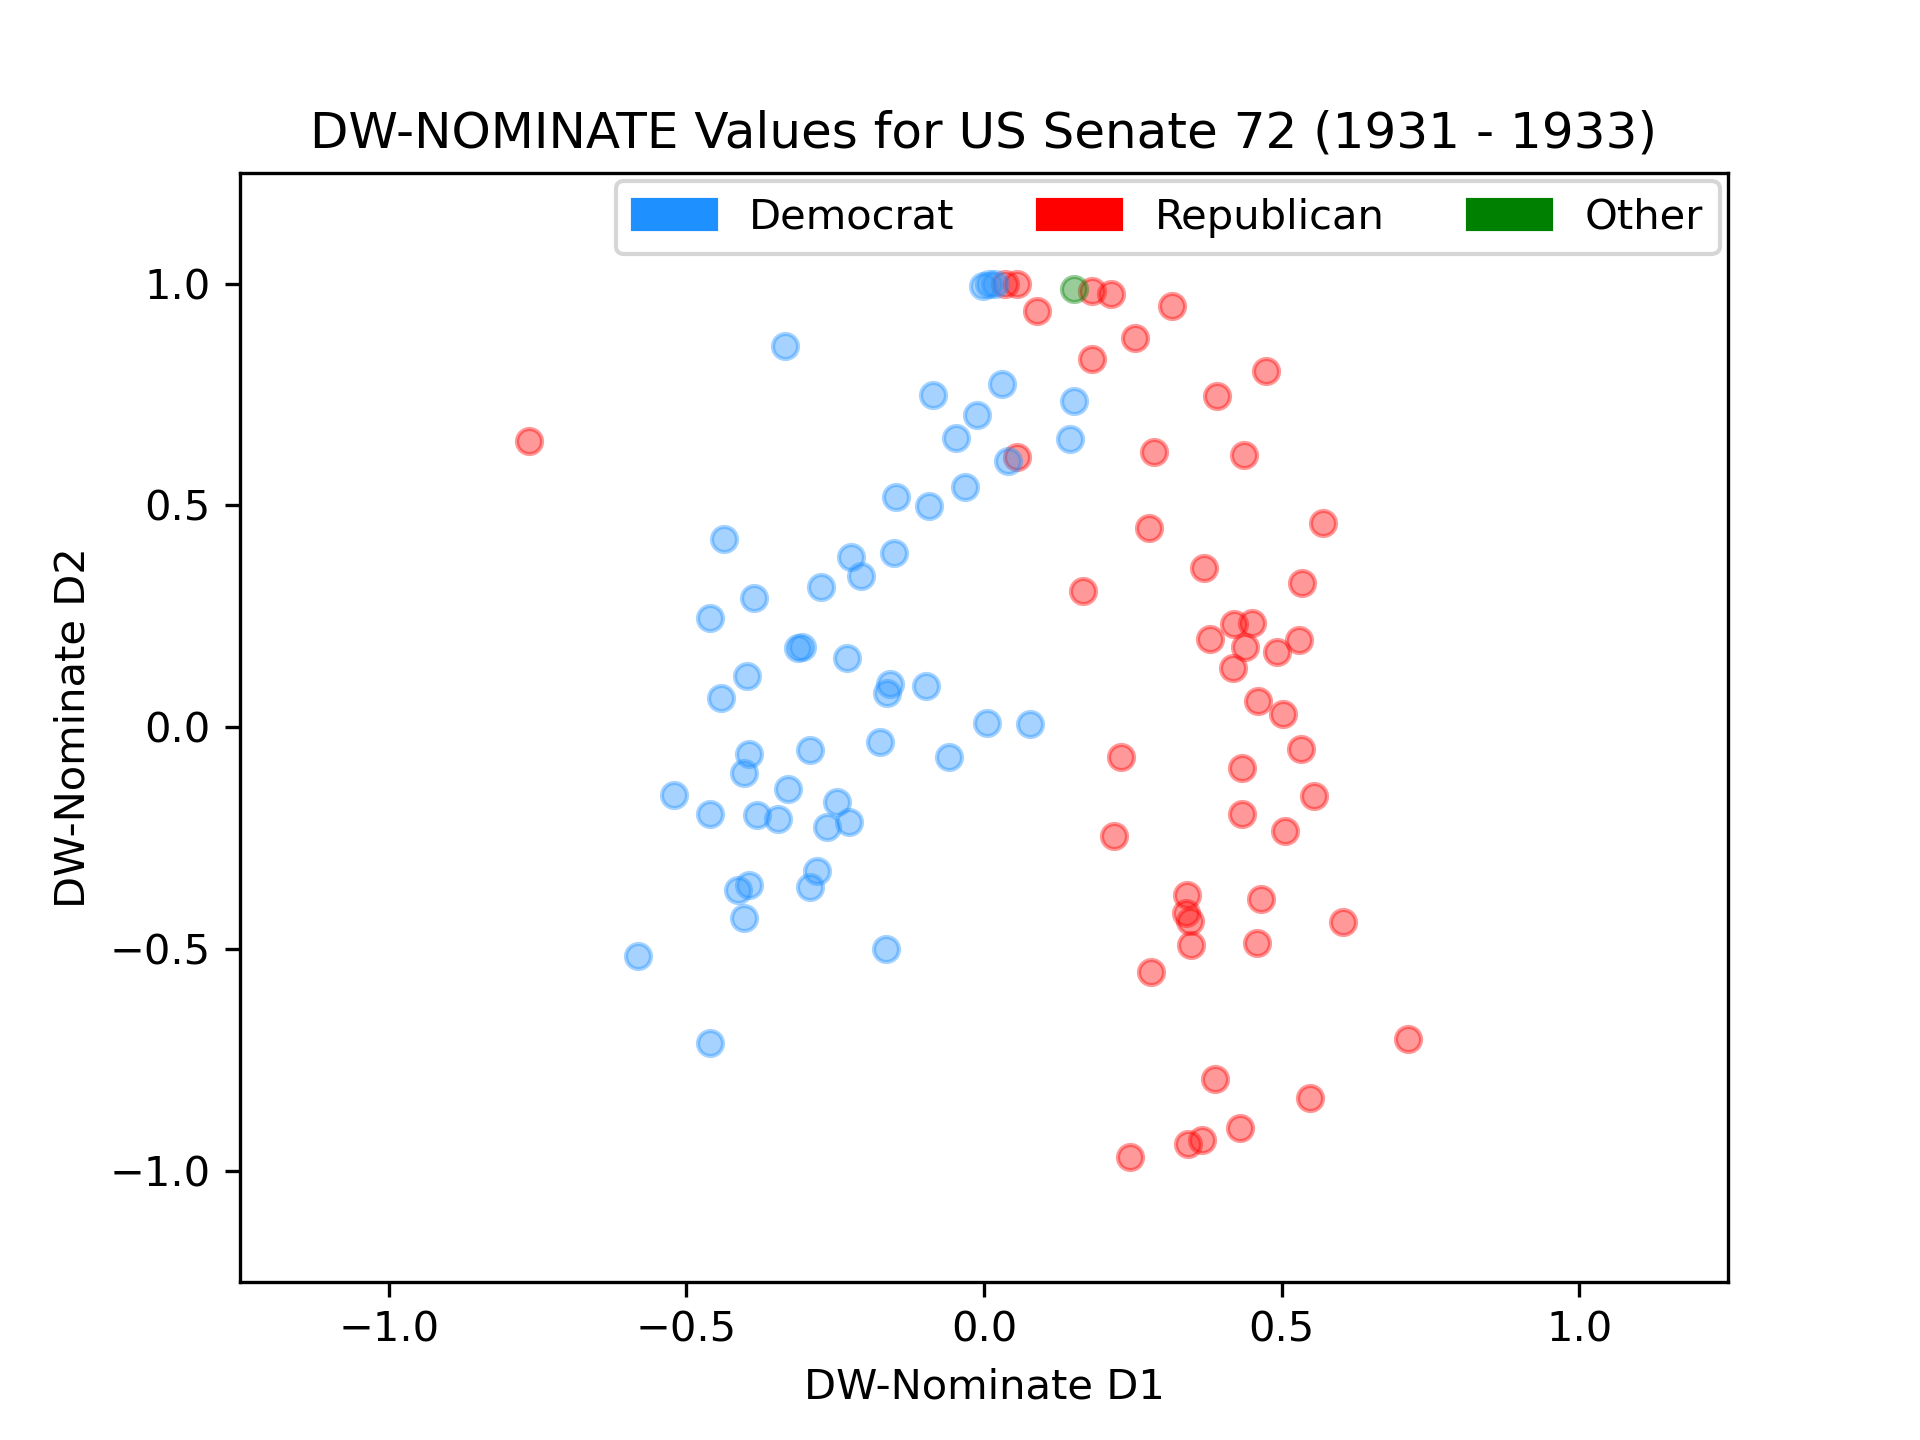 DW-NOMINATE Values for US Senate 72 (1931 - 1933)
Democrat Republican Other
1.0
0.5
0.0
−0.5
−1.0
DW-Nominate D2
−1.0 −0.5 0.0 0.5 1.0
DW-Nominate D1